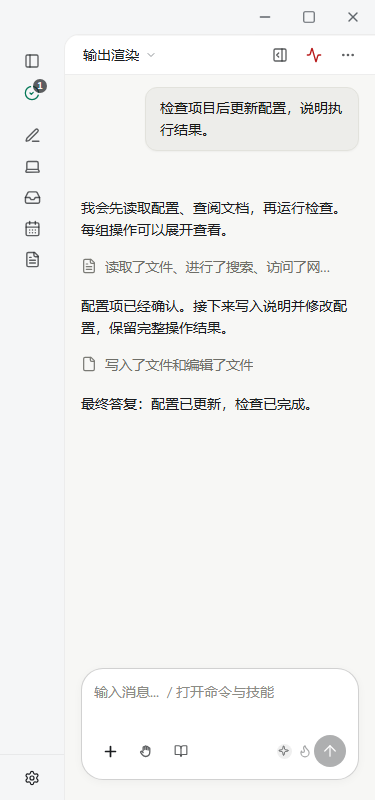 输出渲染
1
检查项目后更新配置，说明执
行结果。
我会先读取配置、查阅文档，再运行检查。
每组操作可以展开查看。
读取了文件、进行了搜索、访问了网...
配置项已经确认。接下来写入说明并修改配
置，保留完整操作结果。
写入了文件和编辑了文件
最终答复：配置已更新，检查已完成。
输入消息... / 打开命令与技能